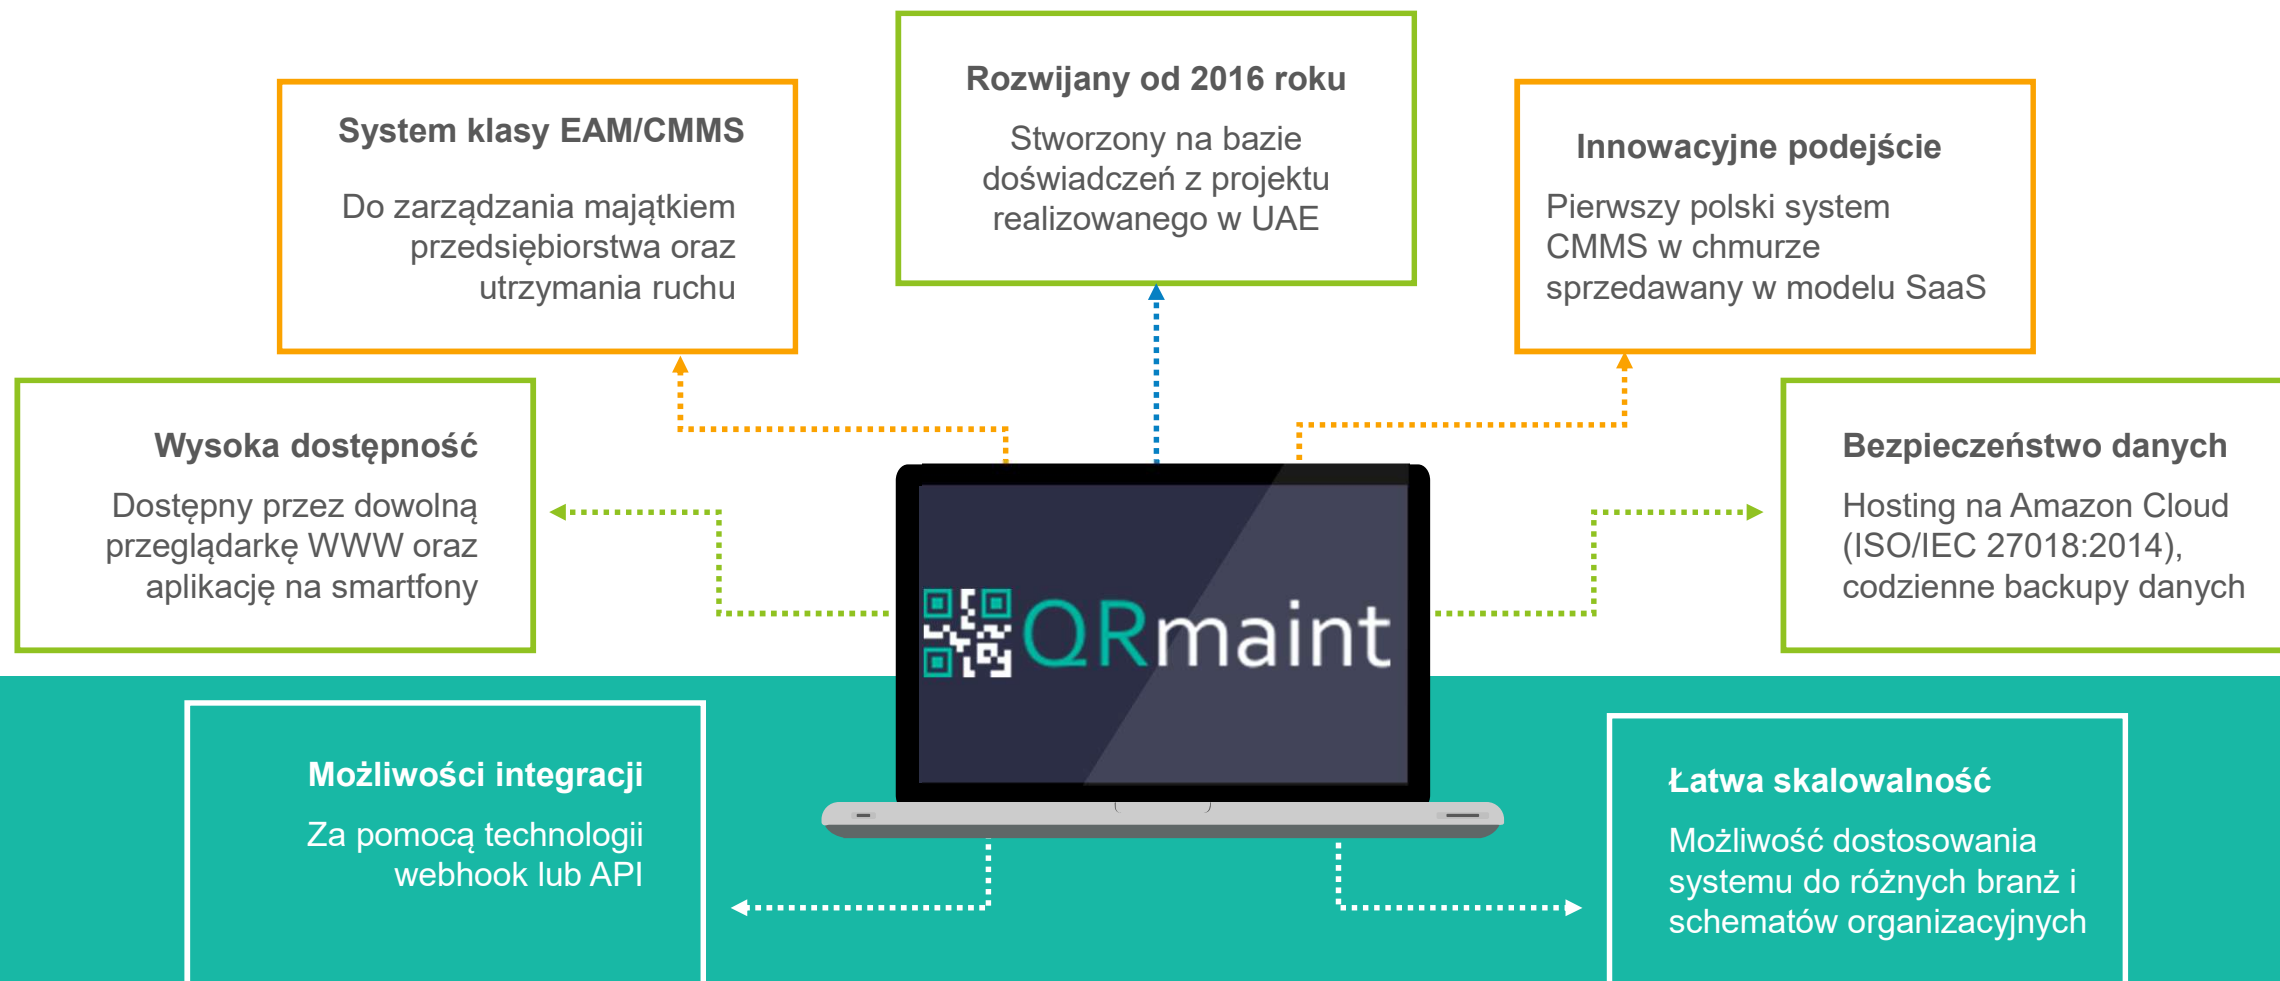 Rozwijany od 2016 roku
Stworzony na bazie
doświadczeń z projektu
realizowanego w UAE
System klasy EAM/CMMS
Do zarządzania majątkiem
przedsiębiorstwa oraz
utrzymania ruchu
Innowacyjne podejście
Pierwszy polski system
CMMS w chmurze
sprzedawany w modelu SaaS
Wysoka dostępność
Dostępny przez dowolną
przeglądarkę WWW oraz
aplikację na smartfony
Bezpieczeństwo danych
Hosting na Amazon Cloud
(ISO/IEC 27018:2014),
codzienne backupy danych
QRmaint
Możliwości integracji
Za pomocą technologii
webhook lub API
Łatwa skalowalność
Możliwość dostosowania
systemu do różnych branż i
schematów organizacyjnych